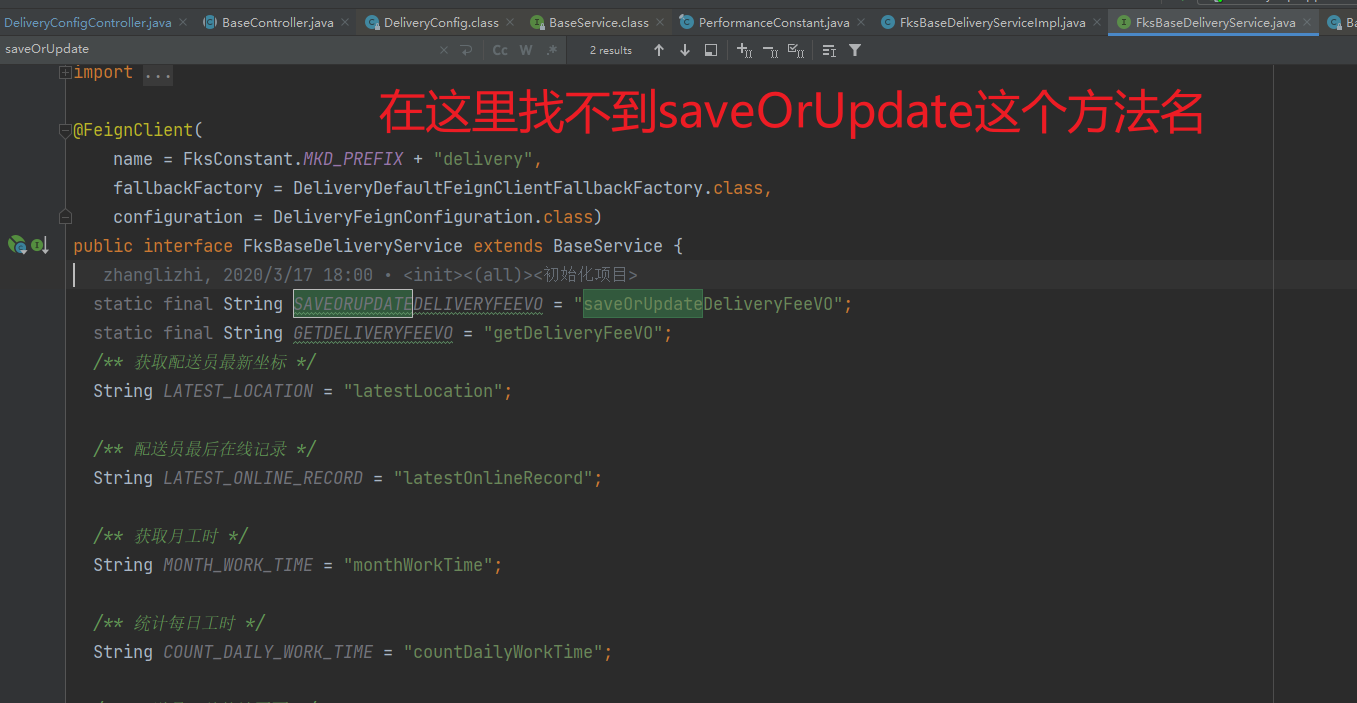 DeliveryConfigController.java BaseController.java DeliveryConfig.class BaseService.class PerformanceConstant.java FksBaseDeliveryServiceImpl.java FksBaseDeliveryService.java
saveOrUpdate Cc W .* 2 results
import ...
在这里找不到saveOrUpdate这个方法名
@FeignClient(
name = FksConstant.MKD_PREFIX + "delivery",
fallbackFactory = DeliveryDefaultFeignClientFallbackFactory.class,
configuration = DeliveryFeignConfiguration.class)
public interface FksBaseDeliveryService extends BaseService {
zhanglizhi, 2020/3/17 18:00 • <init><(all)><初始化项目>
static final String SAVEORUPDATEDELIVERYFEEVO = "saveOrUpdateDeliveryFeeVO";
static final String GETDELIVERYFEEVO = "getDeliveryFeeVO";
/** 获取配送员最新坐标 */
String LATEST_LOCATION = "latestLocation";
/** 配送员最后在线记录 */
String LATEST_ONLINE_RECORD = "latestOnlineRecord";
/** 获取月工时 */
String MONTH_WORK_TIME = "monthWorkTime";
/** 统计每日工时 */
String COUNT_DAILY_WORK_TIME = "countDailyWorkTime";